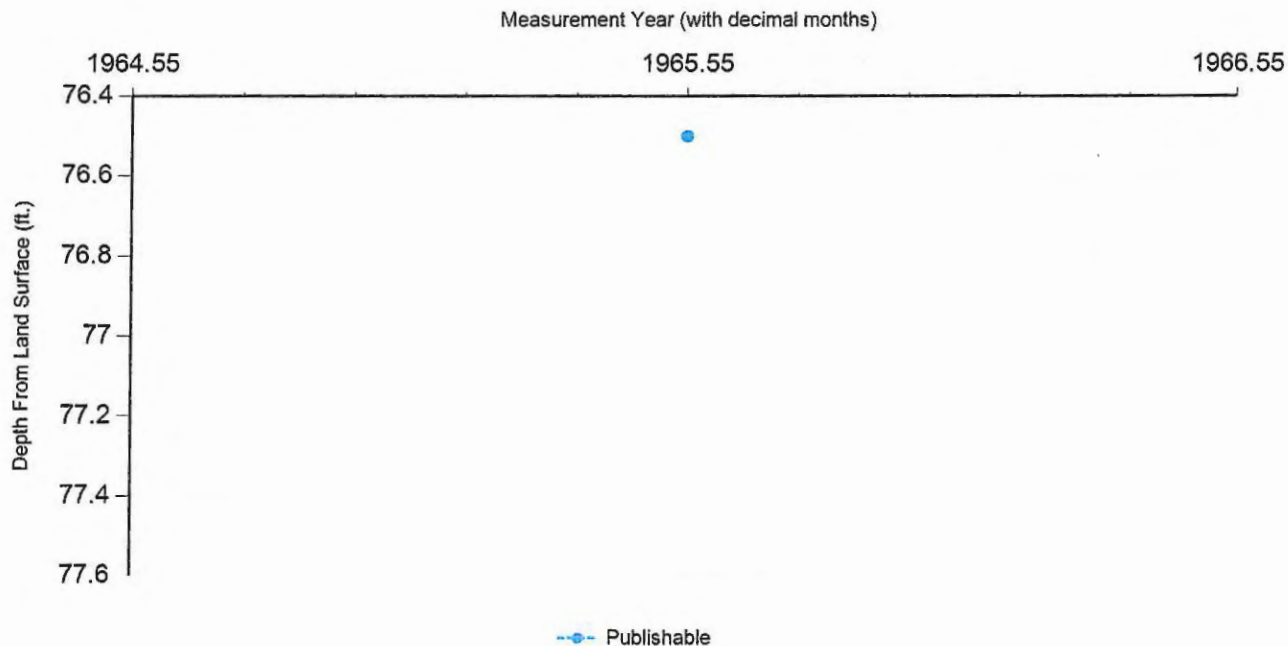 Measurement Year (with decimal months)
1964.55 1965.55 1966.55
76.4
76.6
76.8
77
77.2
77.4
77.6
Depth From Land Surface (ft.)
Publishable